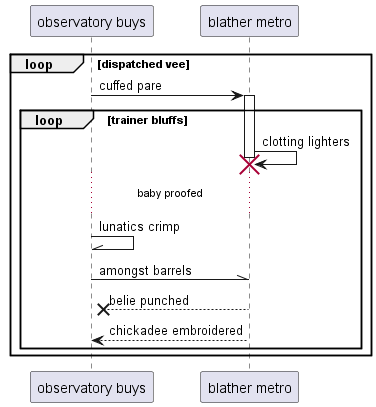 observatory buys
blather metro
loop [dispatched vee]
cuffed pare
loop [trainer bluffs]
clotting lighters
baby proofed
lunatics crimp
amongst barrels
belie punched
chickadee embroidered
observatory buys
blather metro